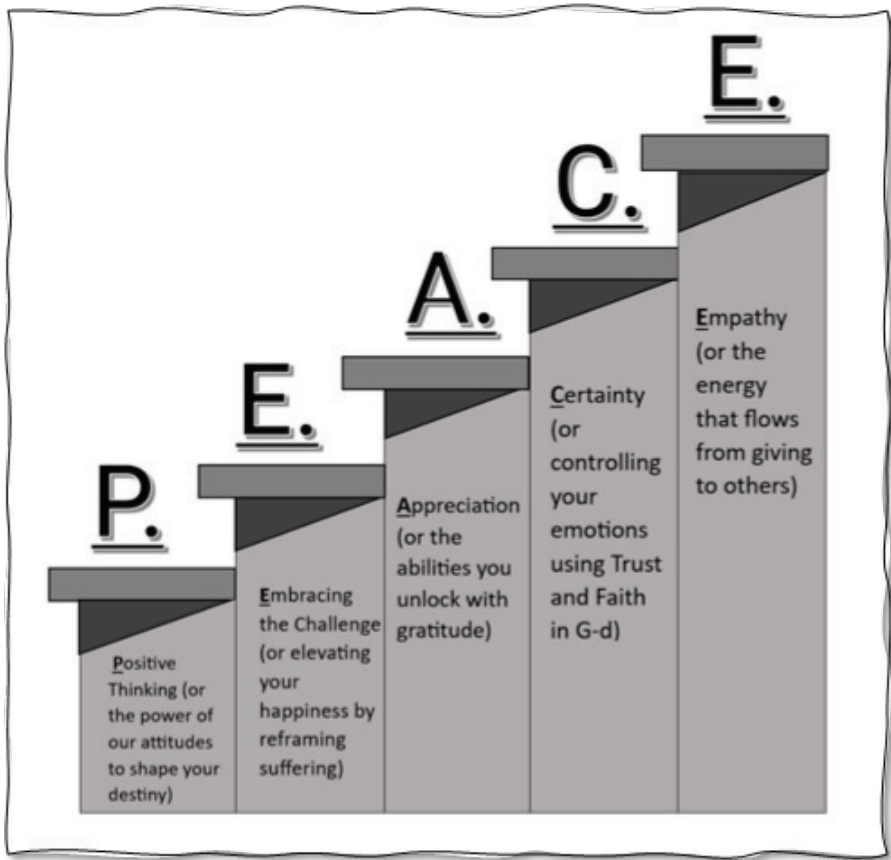 P.
E.
A.
C.
E.
Positive
Thinking (or
the power of
our attitudes
to shape your
destiny)
Embracing
the Challenge
(or elevating
your
happiness by
reframing
suffering)
Appreciation
(or the
abilities you
unlock with
gratitude)
Certainty
(or
controlling
your
emotions
using Trust
and Faith
in G-d)
Empathy
(or the
energy
that flows
from giving
to others)